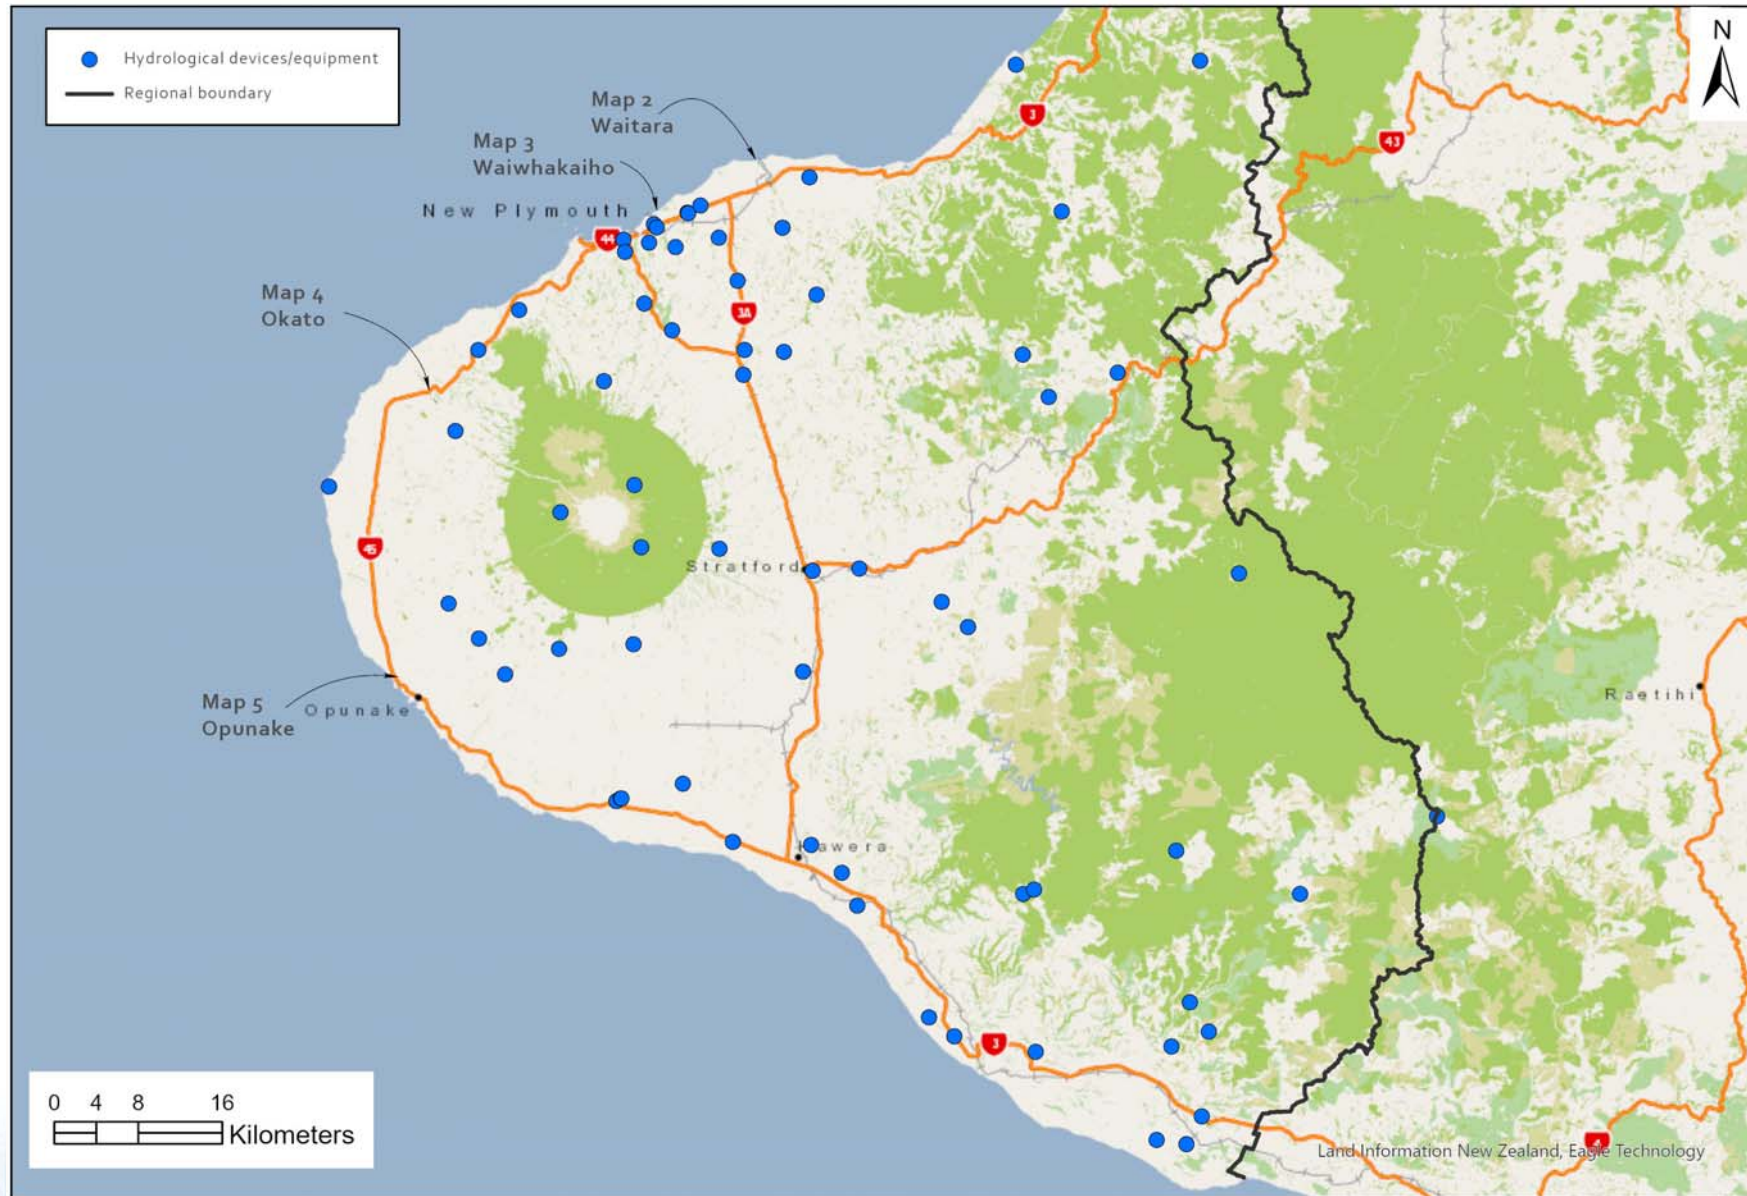 Hydrological devices/equipment
Regional boundary
N
Map 2
Waitara
Map 3
Waiwhakaiho
New Plymouth
44
3
43
3A
Map 4
Okato
45
Stratford
Map 5
Opunake
Opunake
Raetihi
Hawera
3
4
0 4 8 16
Kilometers
Land Information New Zealand, Eagle Technology